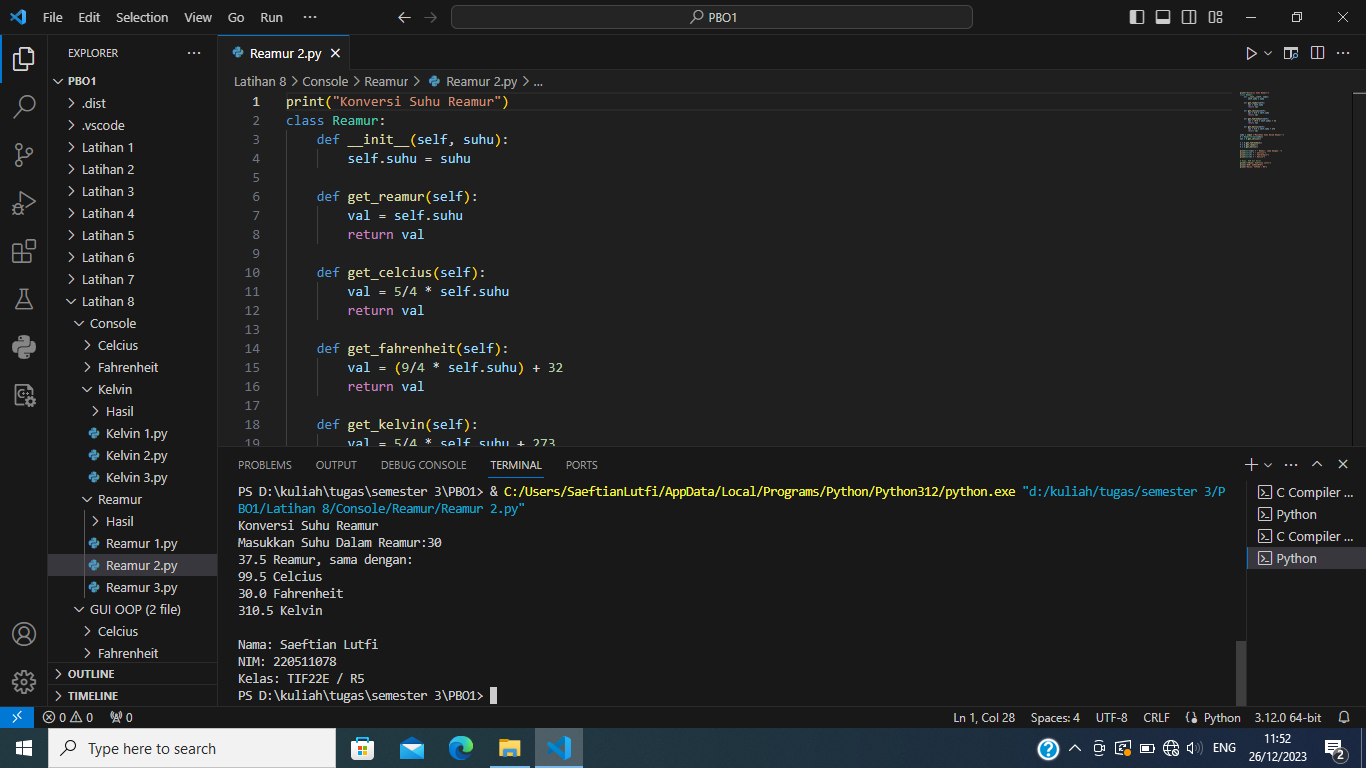 File Edit Selection View Go Run ···
PBO1
EXPLORER
PBO1
.dist
.vscode
Latihan 1
Latihan 2
Latihan 3
Latihan 4
Latihan 5
Latihan 6
Latihan 7
Latihan 8
Console
Celcius
Fahrenheit
Kelvin
Hasil
Kelvin 1.py
Kelvin 2.py
Kelvin 3.py
Reamur
Hasil
Reamur 1.py
Reamur 2.py
Reamur 3.py
GUI OOP (2 file)
Celcius
Fahrenheit
OUTLINE
TIMELINE
Reamur 2.py
Latihan 8 > Console > Reamur > Reamur 2.py > ...
1 print("Konversi Suhu Reamur")
2 class Reamur:
3 def __init__(self, suhu):
4 self.suhu = suhu
5
6 def get_reamur(self):
7 val = self.suhu
8 return val
9
10 def get_celcius(self):
11 val = 5/4 * self.suhu
12 return val
13
14 def get_fahrenheit(self):
15 val = (9/4 * self.suhu) + 32
16 return val
17
18 def get_kelvin(self):
19 val = 5/4 * self.suhu + 273
PROBLEMS OUTPUT DEBUG CONSOLE TERMINAL PORTS
PS D:\kuliah\tugas\semester 3\PBO1> & C:/Users/SaeftianLutfi/AppData/Local/Programs/Python/Python312/python.exe "d:/kuliah/tugas/semester 3/P
BO1/Latihan 8/Console/Reamur/Reamur 2.py"
Konversi Suhu Reamur
Masukkan Suhu Dalam Reamur:30
37.5 Reamur, sama dengan:
99.5 Celcius
30.0 Fahrenheit
310.5 Kelvin
Nama: Saeftian Lutfi
NIM: 220511078
Kelas: TIF22E / R5
PS D:\kuliah\tugas\semester 3\PBO1>
C Compiler ...
Python
C Compiler ...
Python
0 0 0 Ln 1, Col 28 Spaces: 4 UTF-8 CRLF Python 3.12.0 64-bit
Type here to search
ENG
11:52
26/12/2023
2